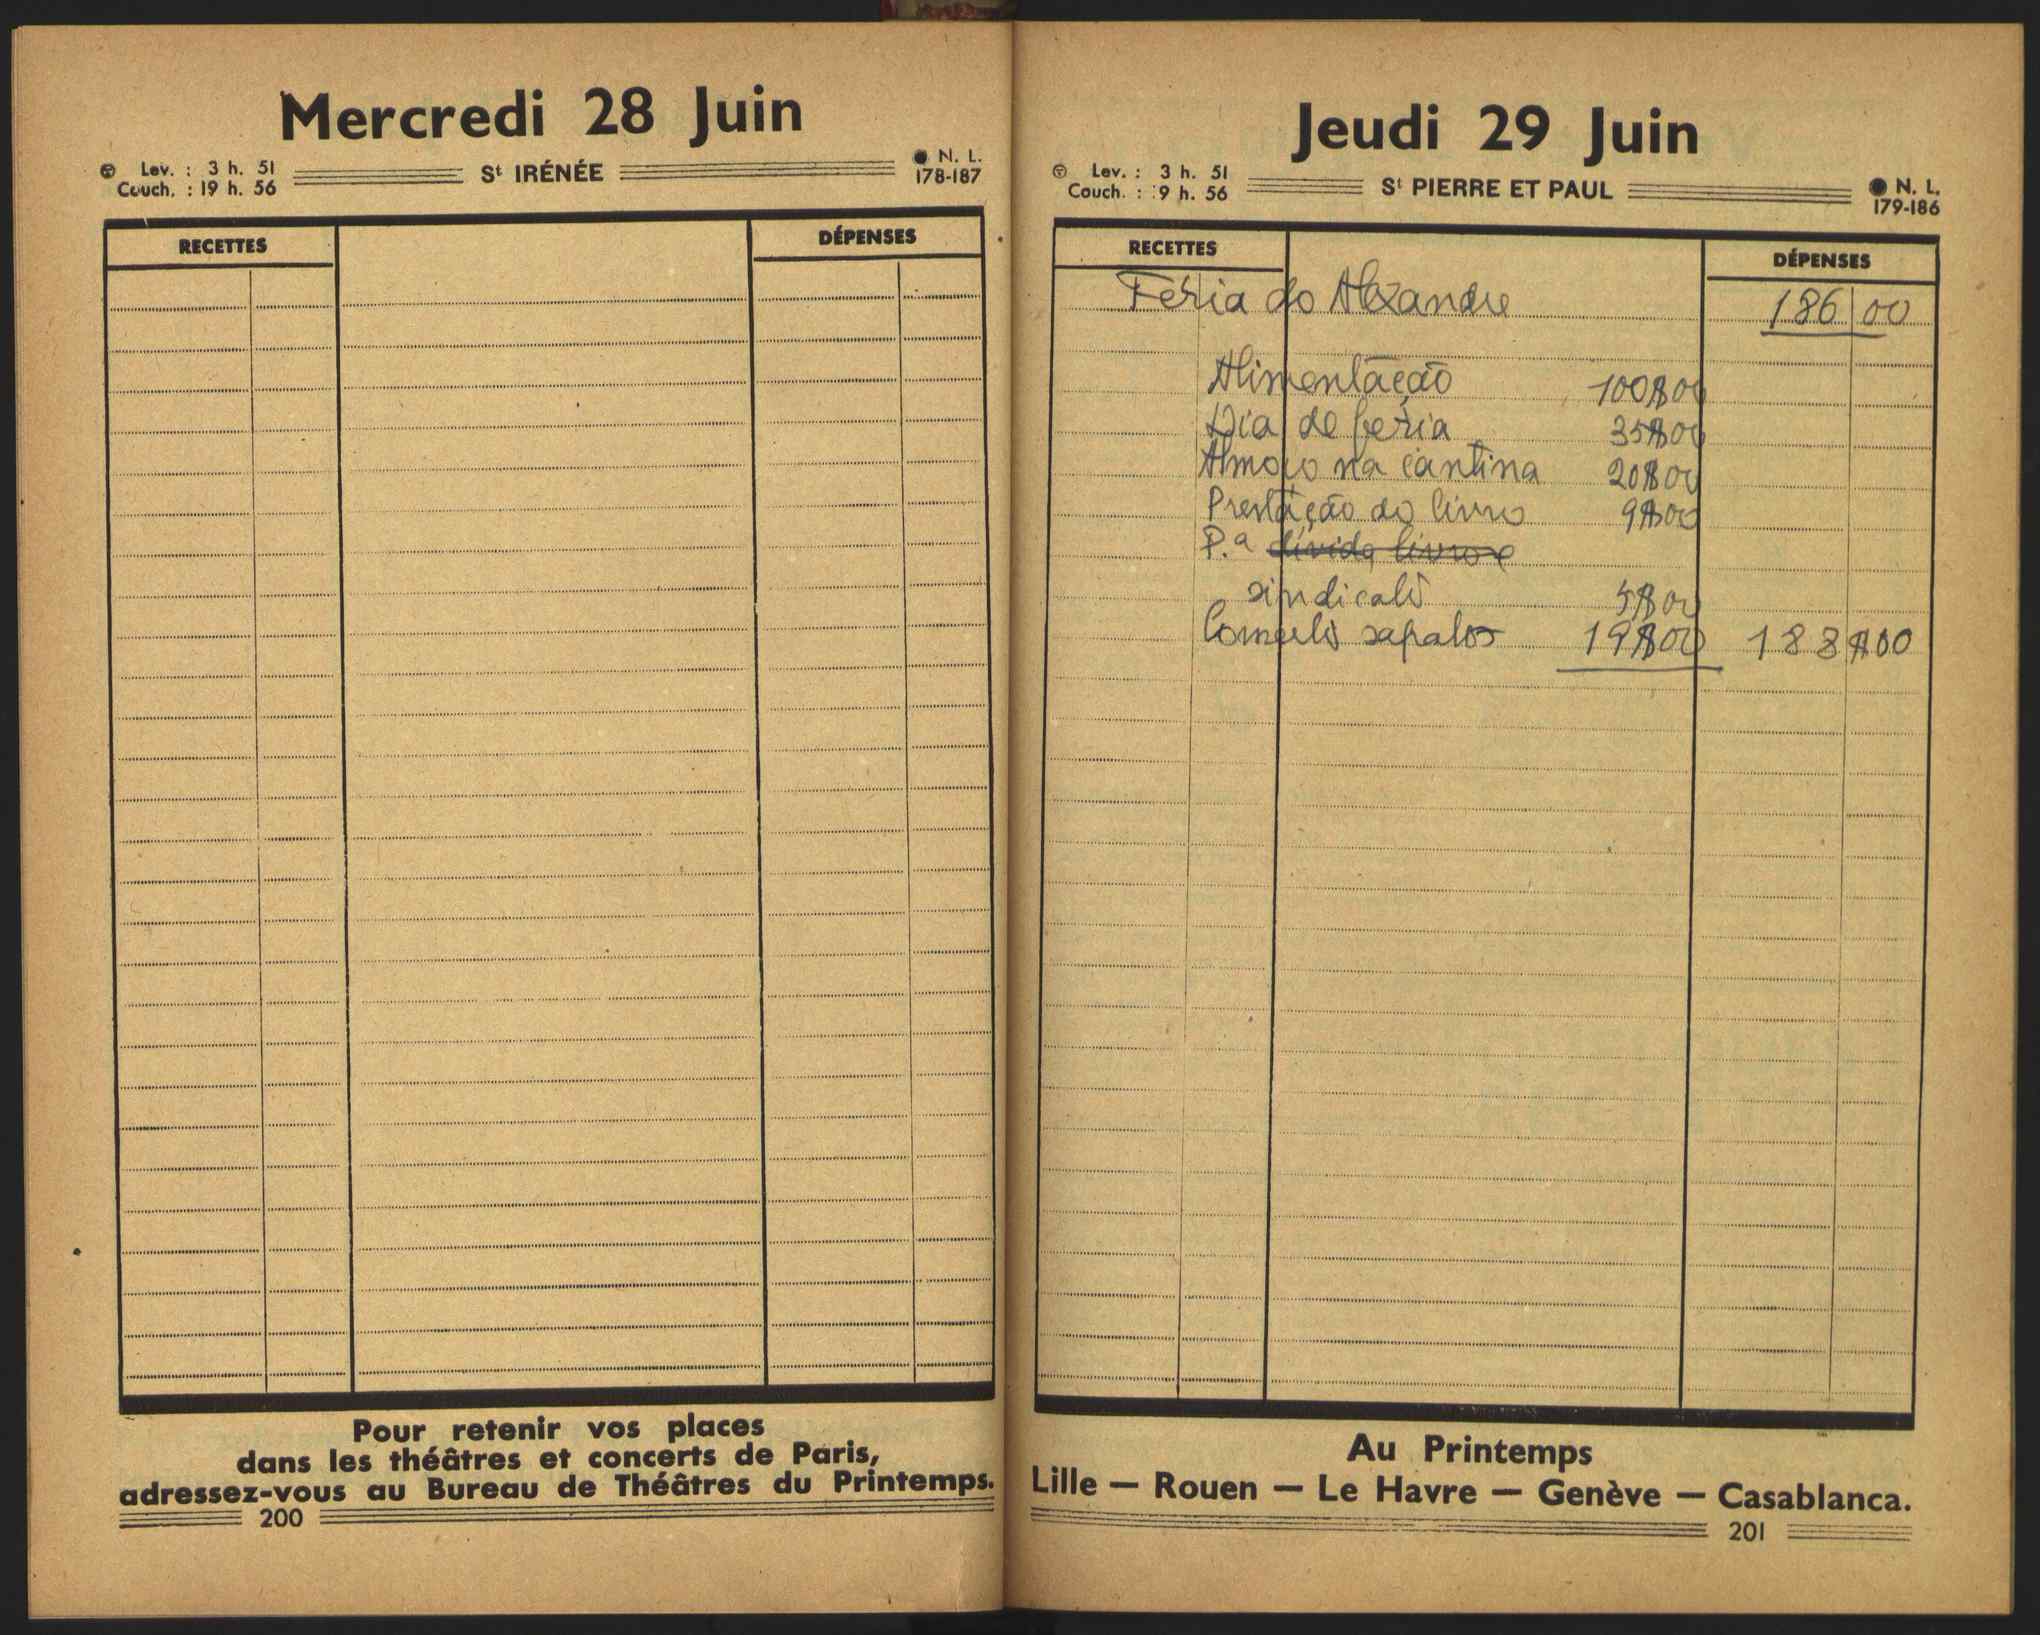 Mercredi 28 Juin
Lev. : 3 h. 51
Couch. : 19 h. 56
St IRÉNÉE
N. L.
178-187
RECETTES
DÉPENSES
Pour retenir vos places
dans les théâtres et concerts de Paris,
adressez-vous au Bureau de Théâtres du Printemps.
200
Jeudi 29 Juin
Lev. : 3 h. 51
Couch. : 19 h. 56
St PIERRE ET PAUL
N. L.
179-186
RECETTES
DÉPENSES
Feria do Alexandre 186 00
Alimentação 100$00
Dia de feria 35$00
Almoço na cantina 20$00
Prestação do livro 9$00
P.ª divida livro e
sindicato 5$00
Conserto sapatos 19$00 188$00
Au Printemps
Lille — Rouen — Le Havre — Genève — Casablanca.
201